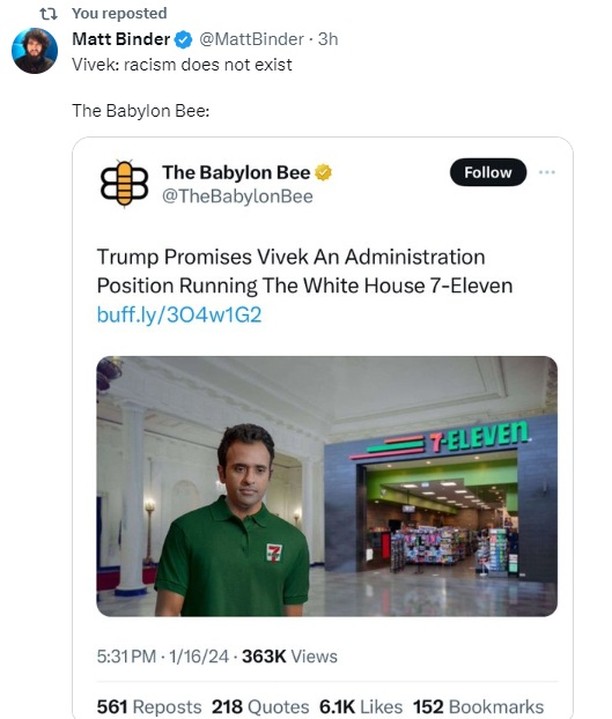 You reposted
Matt Binder @MattBinder · 3h
Vivek: racism does not exist
The Babylon Bee:
The Babylon Bee
Follow ···
@TheBabylonBee
Trump Promises Vivek An Administration
Position Running The White House 7-Eleven
buff.ly/3O4w1G2
7-ELEVEN
7
5:31 PM · 1/16/24 · 363K Views
561 Reposts 218 Quotes 6.1K Likes 152 Bookmarks